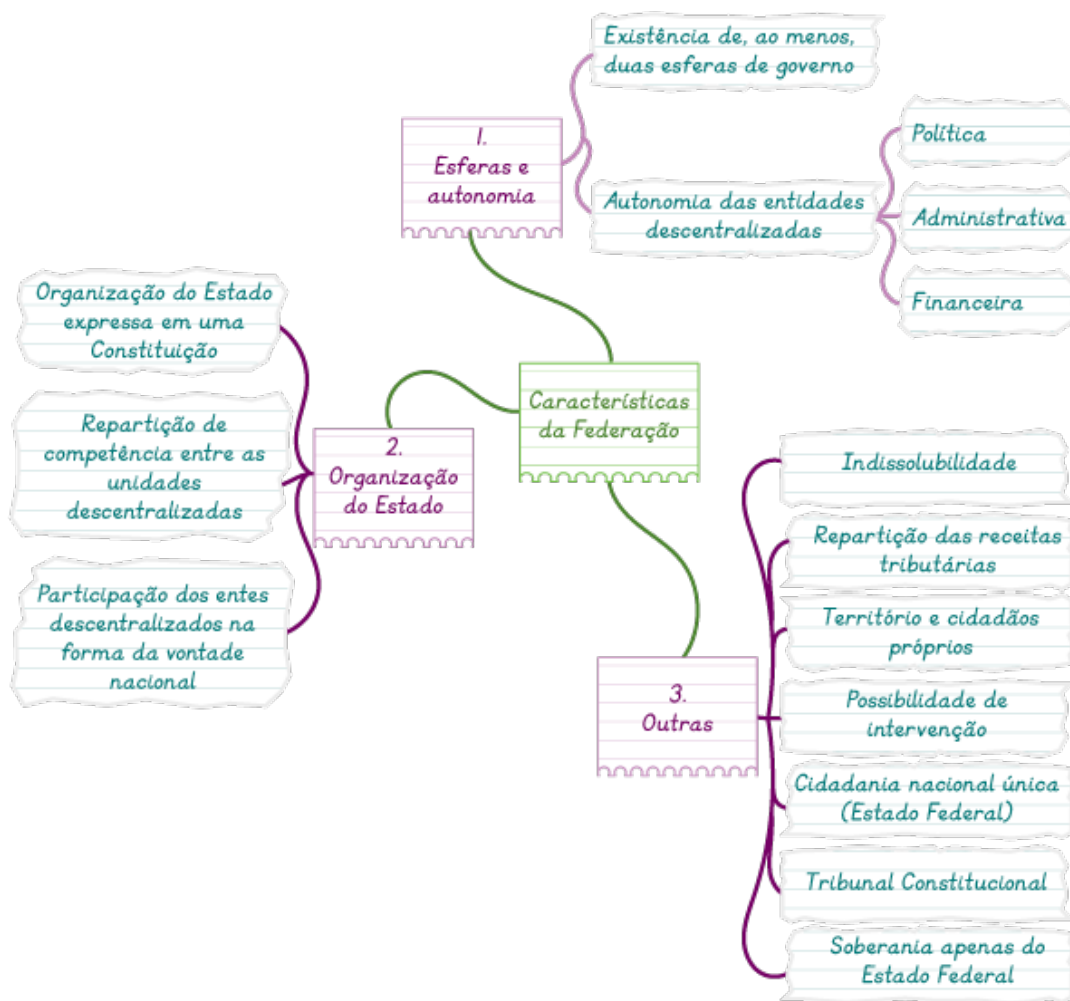 Existência de, ao menos,
duas esferas de governo
1.
Esferas e
autonomia
Autonomia das entidades
descentralizadas
Política
Administrativa
Financeira
Características
da Federação
2.
Organização
do Estado
Organização do Estado
expressa em uma
Constituição
Repartição de
competência entre as
unidades
descentralizadas
Participação dos entes
descentralizados na
forma da vontade
nacional
3.
Outras
Indissolubilidade
Repartição das receitas
tributárias
Território e cidadãos
próprios
Possibilidade de
intervenção
Cidadania nacional única
(Estado Federal)
Tribunal Constitucional
Soberania apenas do
Estado Federal